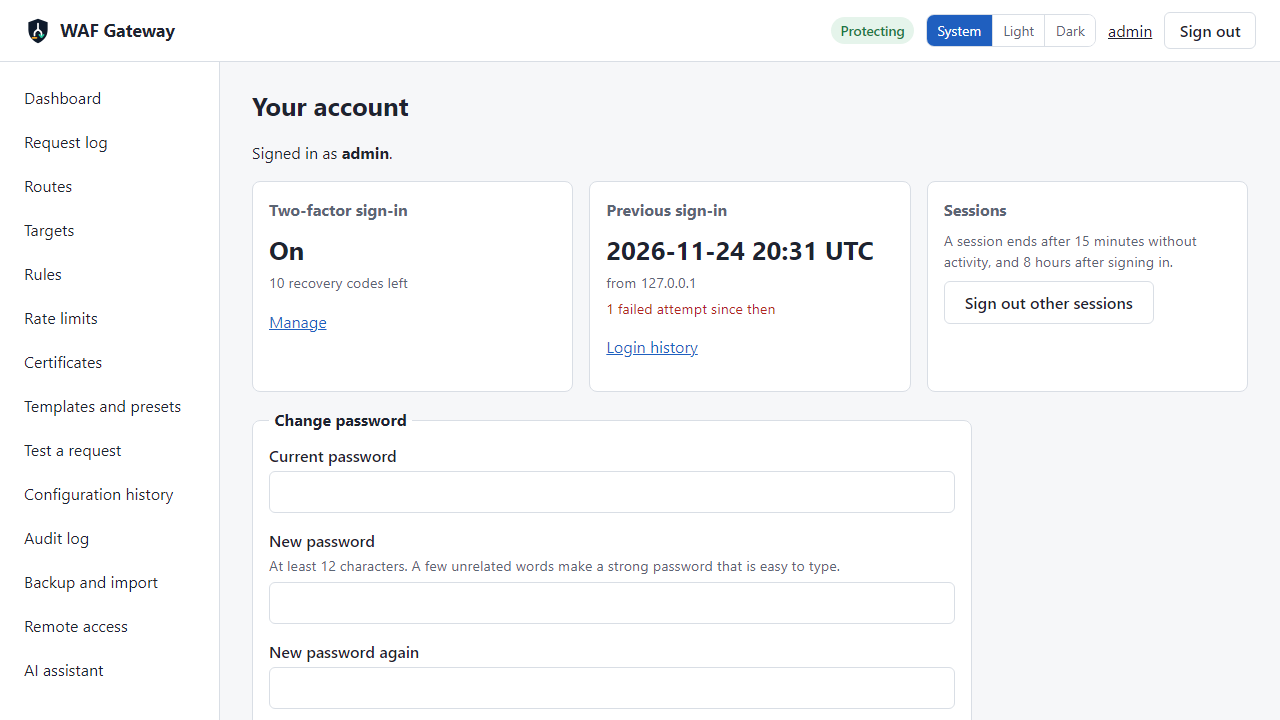 WAF Gateway
Protecting
System
Light
Dark
admin
Sign out
Dashboard
Request log
Routes
Targets
Rules
Rate limits
Certificates
Templates and presets
Test a request
Configuration history
Audit log
Backup and import
Remote access
AI assistant
Your account
Signed in as admin.
Two-factor sign-in
On
10 recovery codes left
Manage
Previous sign-in
2026-11-24 20:31 UTC
from 127.0.0.1
1 failed attempt since then
Login history
Sessions
A session ends after 15 minutes without
activity, and 8 hours after signing in.
Sign out other sessions
Change password
Current password
New password
At least 12 characters. A few unrelated words make a strong password that is easy to type.
New password again